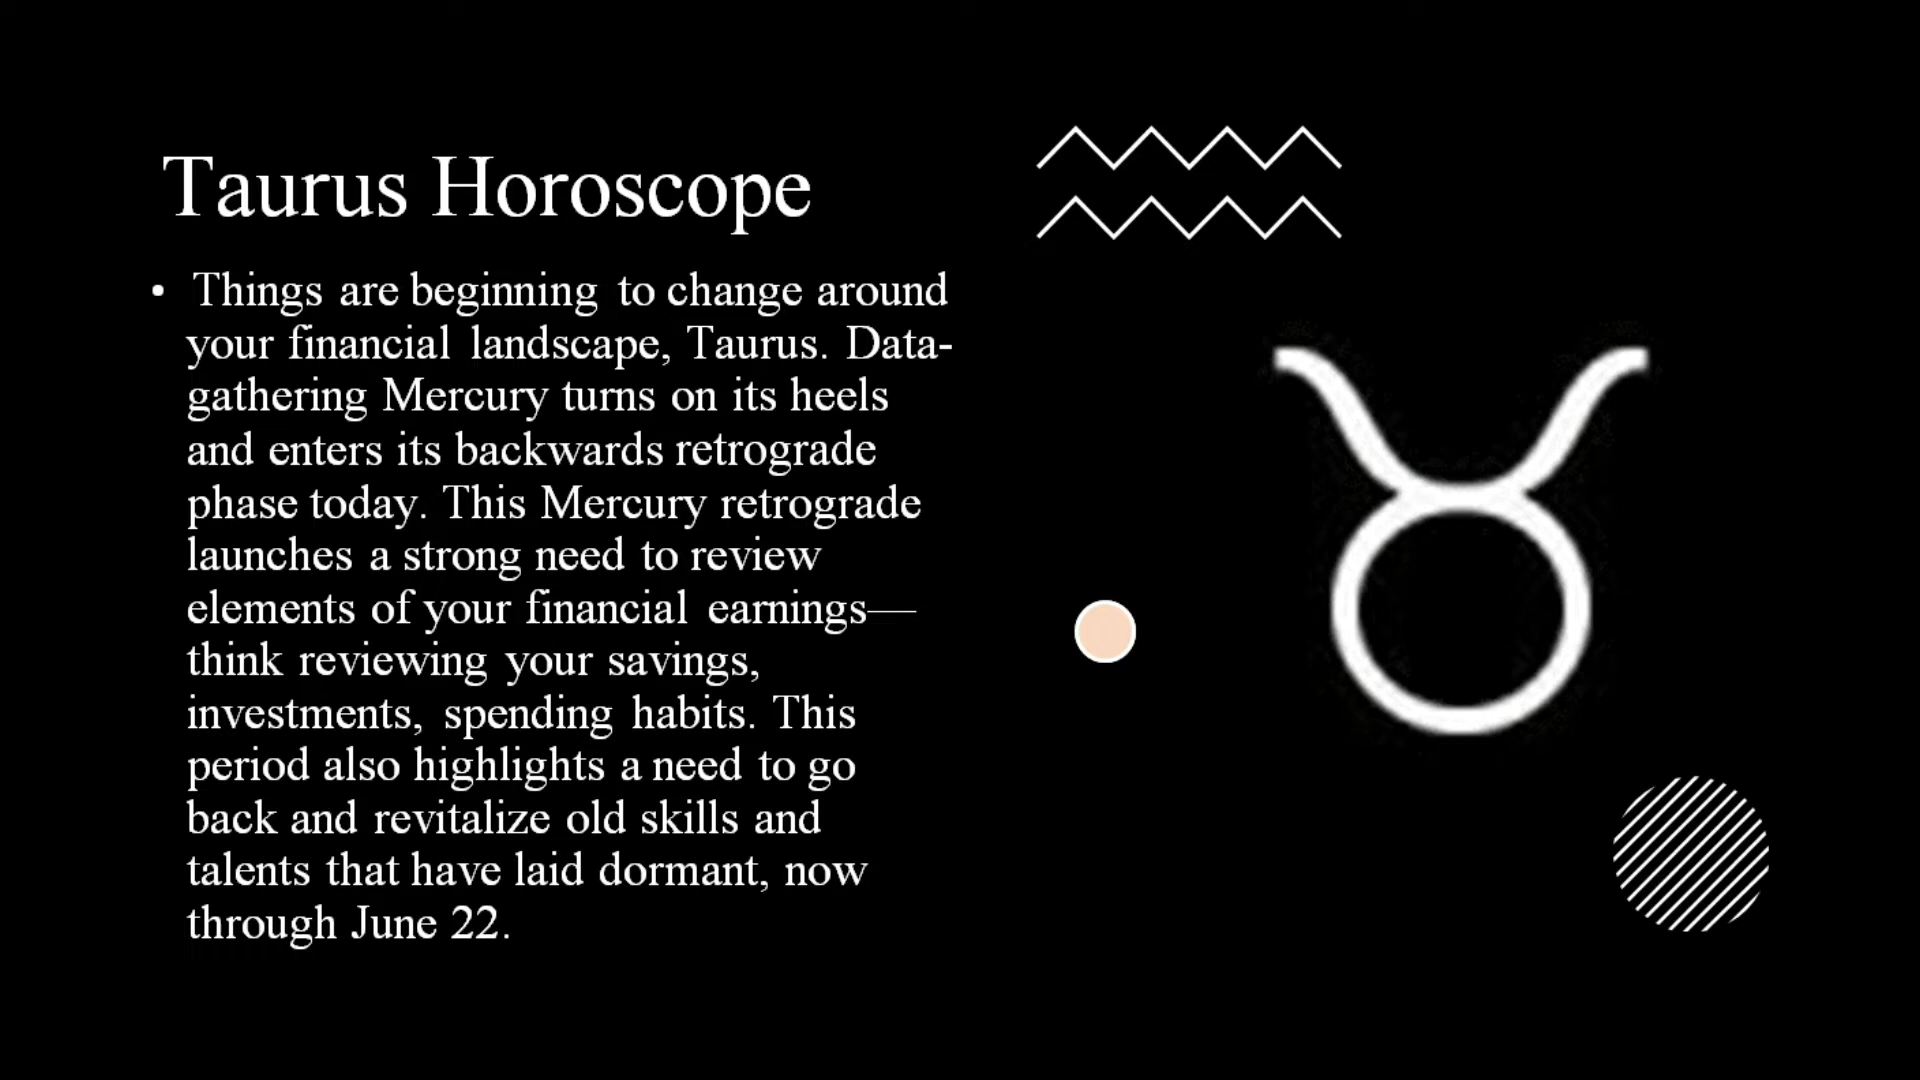 Taurus Horoscope
• Things are beginning to change around
your financial landscape, Taurus. Data-
gathering Mercury turns on its heels
and enters its backwards retrograde
phase today. This Mercury retrograde
launches a strong need to review
elements of your financial earnings—
think reviewing your savings,
investments, spending habits. This
period also highlights a need to go
back and revitalize old skills and
talents that have laid dormant, now
through June 22.